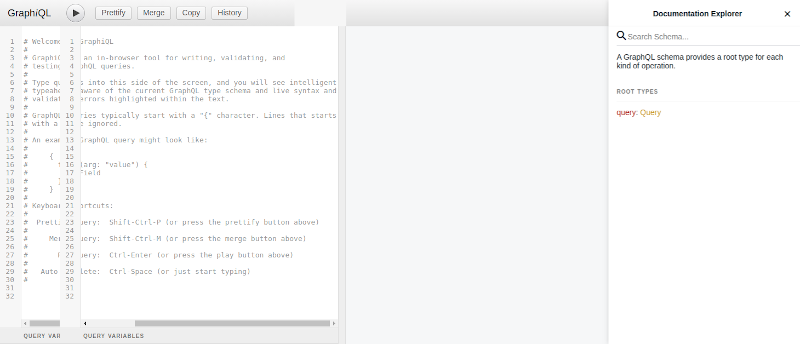 GraphiQL Prettify Merge Copy History
1 # Welcome 1 GraphiQL
2 # 2
3 # GraphiQ 3 an in-browser tool for writing, validating, and
4 # testing 4 phQL queries.
5 # 5
6 # Type qu 6 s into this side of the screen, and you will see intelligent
7 # typeahe 7 aware of the current GraphQL type schema and live syntax and
8 # validat 8 errors highlighted within the text.
9 # 9
10 # GraphQL 10 ries typically start with a "{" character. Lines that starts
11 # with a 11 e ignored.
12 # 12
13 # An exam 13 GraphQL query might look like:
14 # 14
15 # { 15
16 # 16 (arg: "value") {
17 # 17 Field
18 # } 18
19 # } 19
20 # 20
21 # Keyboar 21 ortcuts:
22 # 22
23 # Pretti 23 uery: Shift-Ctrl-P (or press the prettify button above)
24 # 24
25 # Mer 25 uery: Shift-Ctrl-M (or press the merge button above)
26 # 26
27 # 27 uery: Ctrl-Enter (or press the play button above)
28 # 28
29 # Auto 29 lete: Ctrl-Space (or just start typing)
30 # 30
31 31
32 32
QUERY VAR QUERY VARIABLES
Documentation Explorer
Search Schema...
A GraphQL schema provides a root type for each
kind of operation.
ROOT TYPES
query: Query